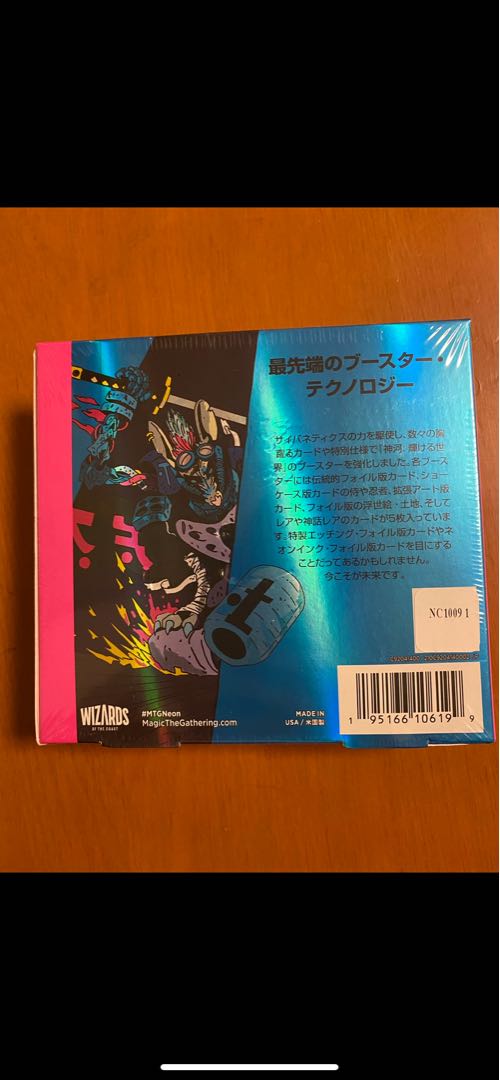 最先端のブースター・
テクノロジー
サイバネティクスの力を駆使し、数々の胸
高るカードや特別仕様で『神河:輝ける世
界』のブースターを強化しました。各ブース
ターには伝統的フォイル版カード、ショー
ケース版カードの侍や忍者、拡張アート版
カード、フォイル版の浮世絵・土地、そして
レアや神話レアのカードが5枚入っていま
す。特製エッチング・フォイル版カードやネ
オンインク・フォイル版カードを目にする
ことだってあるかもしれません。
今こそが未来です。
NC1009 1
WIZARDS
OF THE COAST
#MTGNeon
MagicTheGathering.com
MADE IN
USA / 米国製
1 95166 10619 9